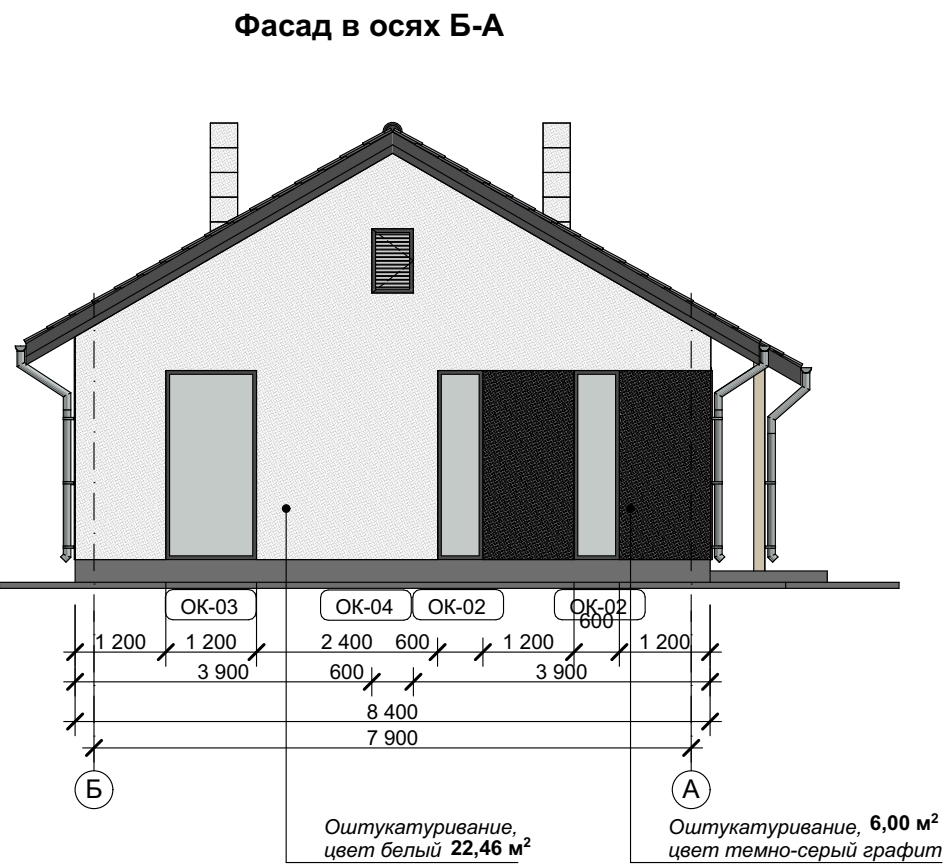 Фасад в осях Б-А
ОК-03 ОК-04 ОК-02 ОК-02
600
1 200 1 200 2 400 600 1 200 1 200
3 900 600 3 900
8 400
7 900
Б А
Оштукатуривание,
цвет белый 22,46 м²
Оштукатуривание, 6,00 м²
цвет темно-серый графит